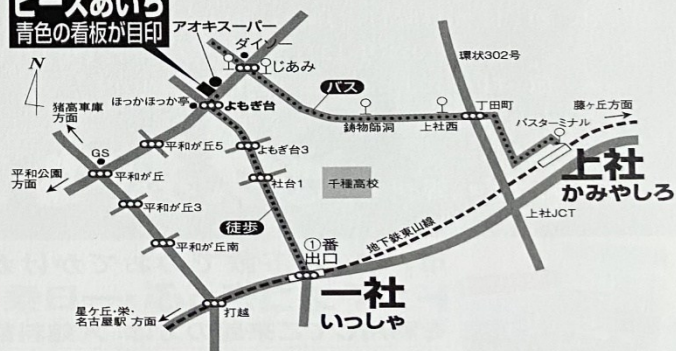 ピースあいち
青色の看板が目印
アオキスーパー
ダイソー
じあみ
N
環状302号
バス
猪高車庫
方面
ほっかほっか亭
よもぎ台
鋳物師洞
上社西
丁田町
バスターミナル
藤ヶ丘方面
GS
平和が丘5
よもぎ台3
平和公園
方面
平和が丘
社台1
千種高校
上社
かみやしろ
平和が丘3
徒歩
地下鉄東山線
上社JCT
平和が丘南
①番
出口
一社
いっしゃ
星ケ丘・栄・
名古屋駅 方面
打越